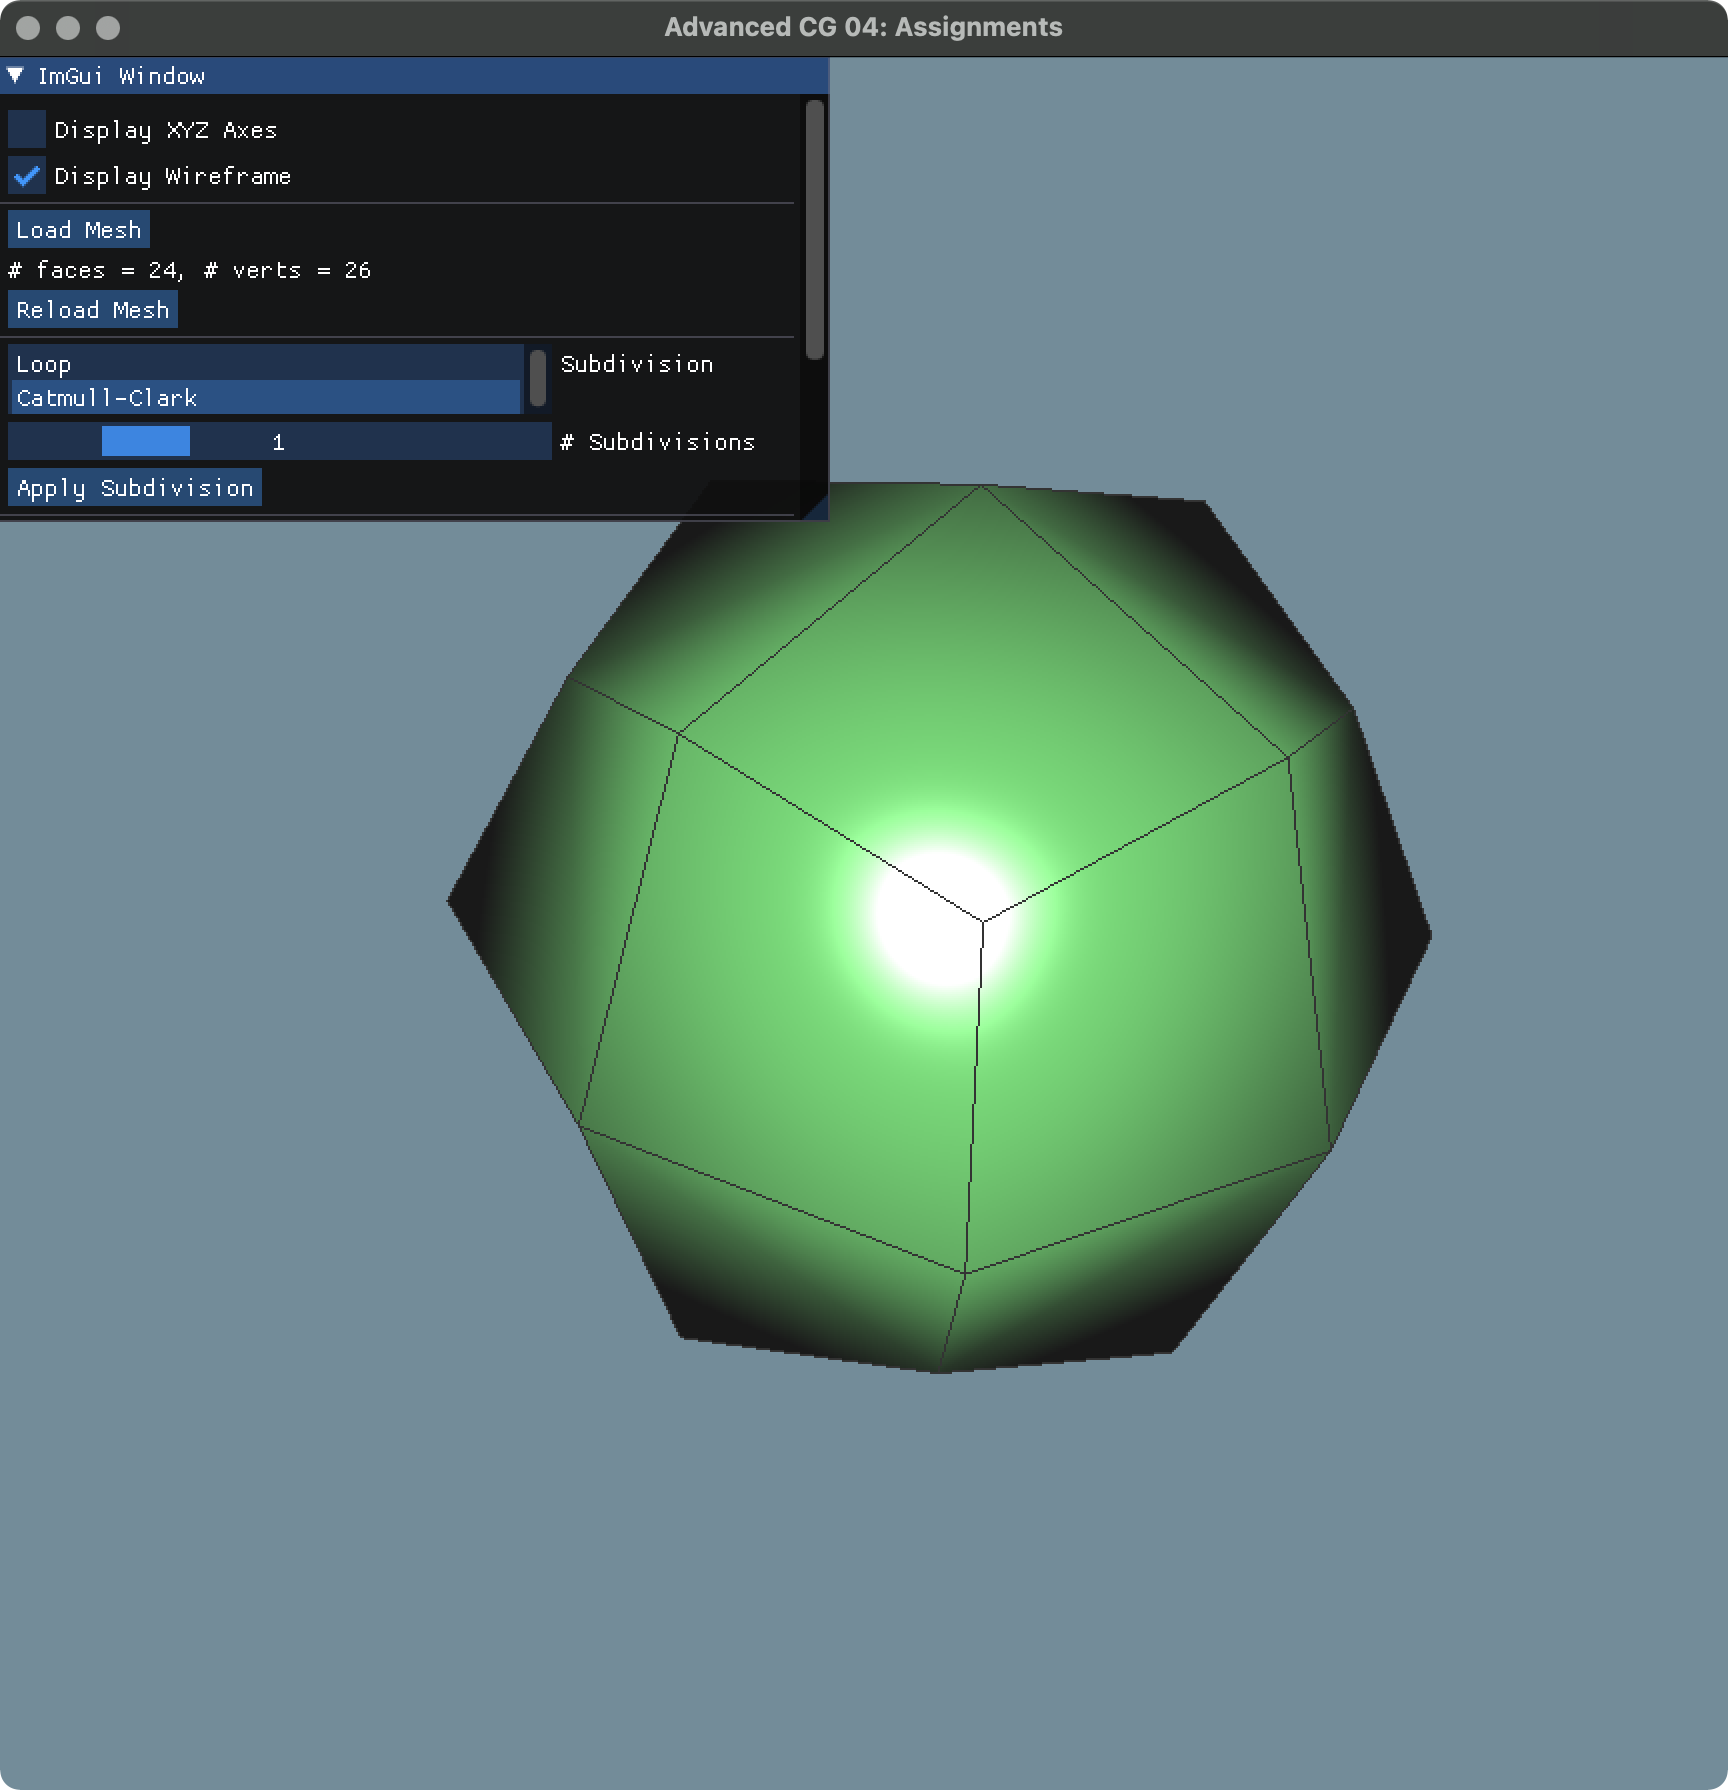 Advanced CG 04: Assignments
ImGui Window
Display XYZ Axes
Display Wireframe
Load Mesh
# faces = 24, # verts = 26
Reload Mesh
Loop
Subdivision
Catmull-Clark
1
# Subdivisions
Apply Subdivision